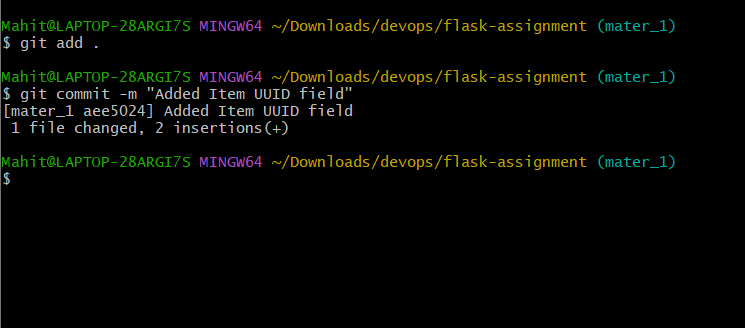 Mahit@LAPTOP-28ARGI7S MINGW64 ~/Downloads/devops/flask-assignment (mater_1)
$ git add .
Mahit@LAPTOP-28ARGI7S MINGW64 ~/Downloads/devops/flask-assignment (mater_1)
$ git commit -m "Added Item UUID field"
[mater_1 aee5024] Added Item UUID field
 1 file changed, 2 insertions(+)
Mahit@LAPTOP-28ARGI7S MINGW64 ~/Downloads/devops/flask-assignment (mater_1)
$